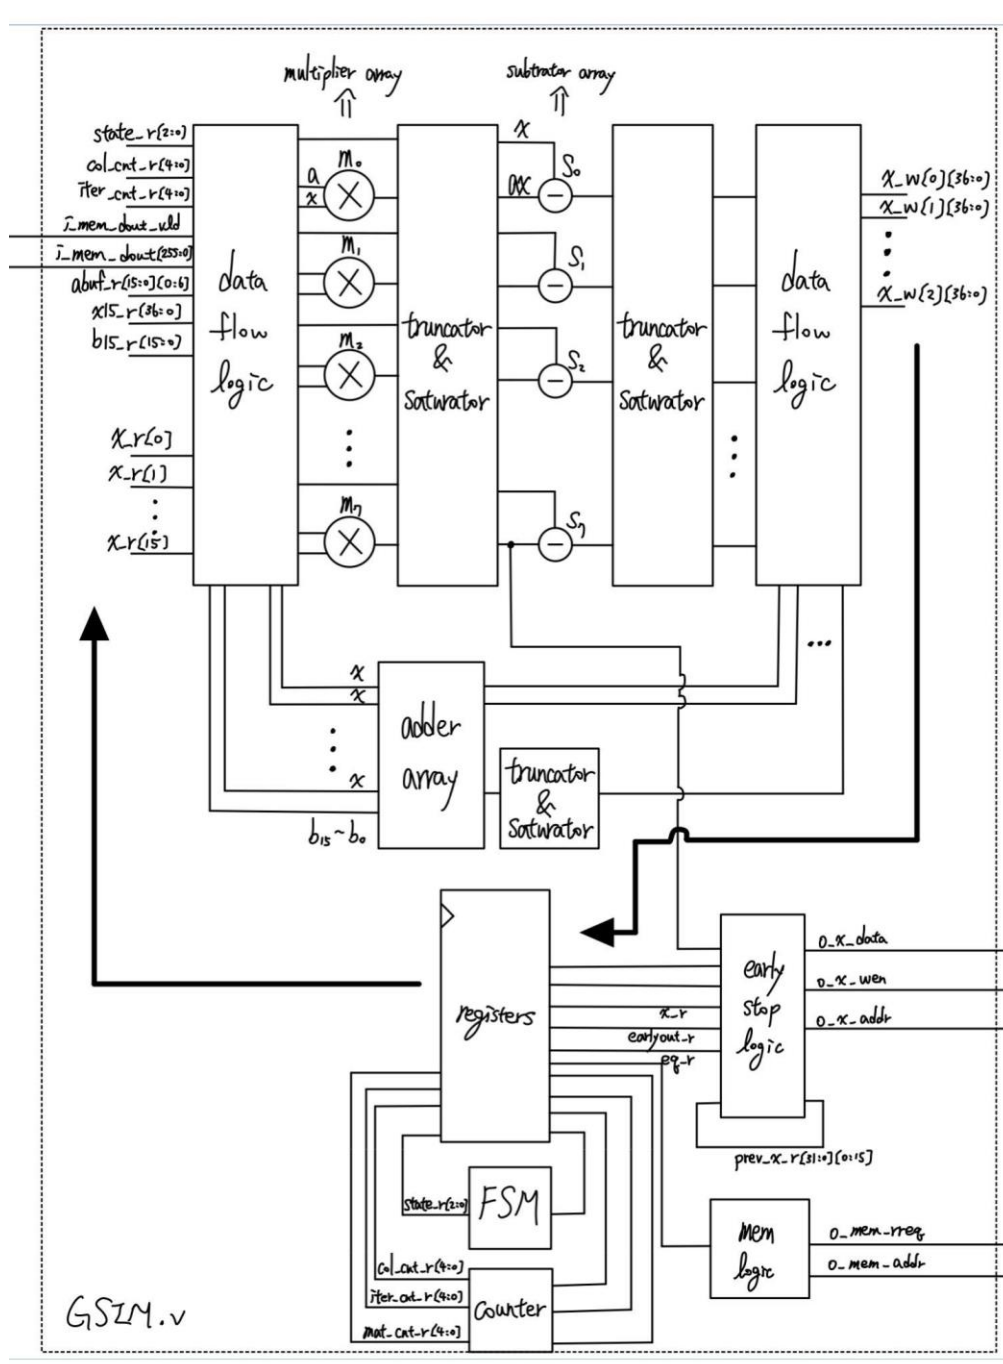 multiplier array
subtrator array
state_r[2:0]
col_cnt_r[4:0]
iter_cnt_r[4:0]
i_mem_dout_vld
i_mem_dout[255:0]
abuf_r[15:0][0:6]
x15_r[36:0]
b15_r[15:0]
x_r[0]
x_r[1]
x_r[15]
data
flow
logic
a
x
m0
m1
m2
m7
truncator
&
saturator
x
ax
S0
S1
S2
S7
truncator
&
saturator
data
flow
logic
x_w[0][36:0]
x_w[1][36:0]
x_w[2][36:0]
x
x
x
b15~b0
adder
array
...
truncator
&
saturator
registers
x_r
earlyout_r
eq_r
early
stop
logic
o_x_data
o_x_wen
o_x_addr
prev_x_r[31:0][0:15]
state_r[2:0]
FSM
col_cnt_r[4:0]
iter_cnt_r[4:0]
mat_cnt_r[4:0]
Counter
mem
logic
o_mem_rreq
o_mem_addr
GSIM.v